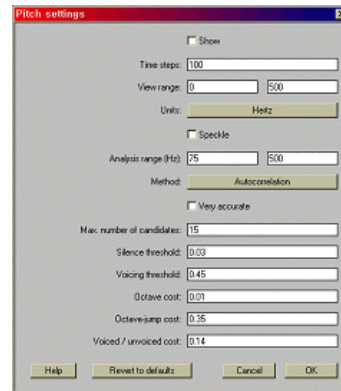 Pitch settings
Show
Time steps: 100
View range: 0 500
Units: Hertz
Speckle
Analysis range (Hz): 75 500
Method: Autocorrelation
Very accurate
Max. number of candidates: 15
Silence threshold: 0.03
Voicing threshold: 0.45
Octave cost: 0.01
Octave-jump cost: 0.35
Voiced / unvoiced cost: 0.14
Help Revert to defaults Cancel OK